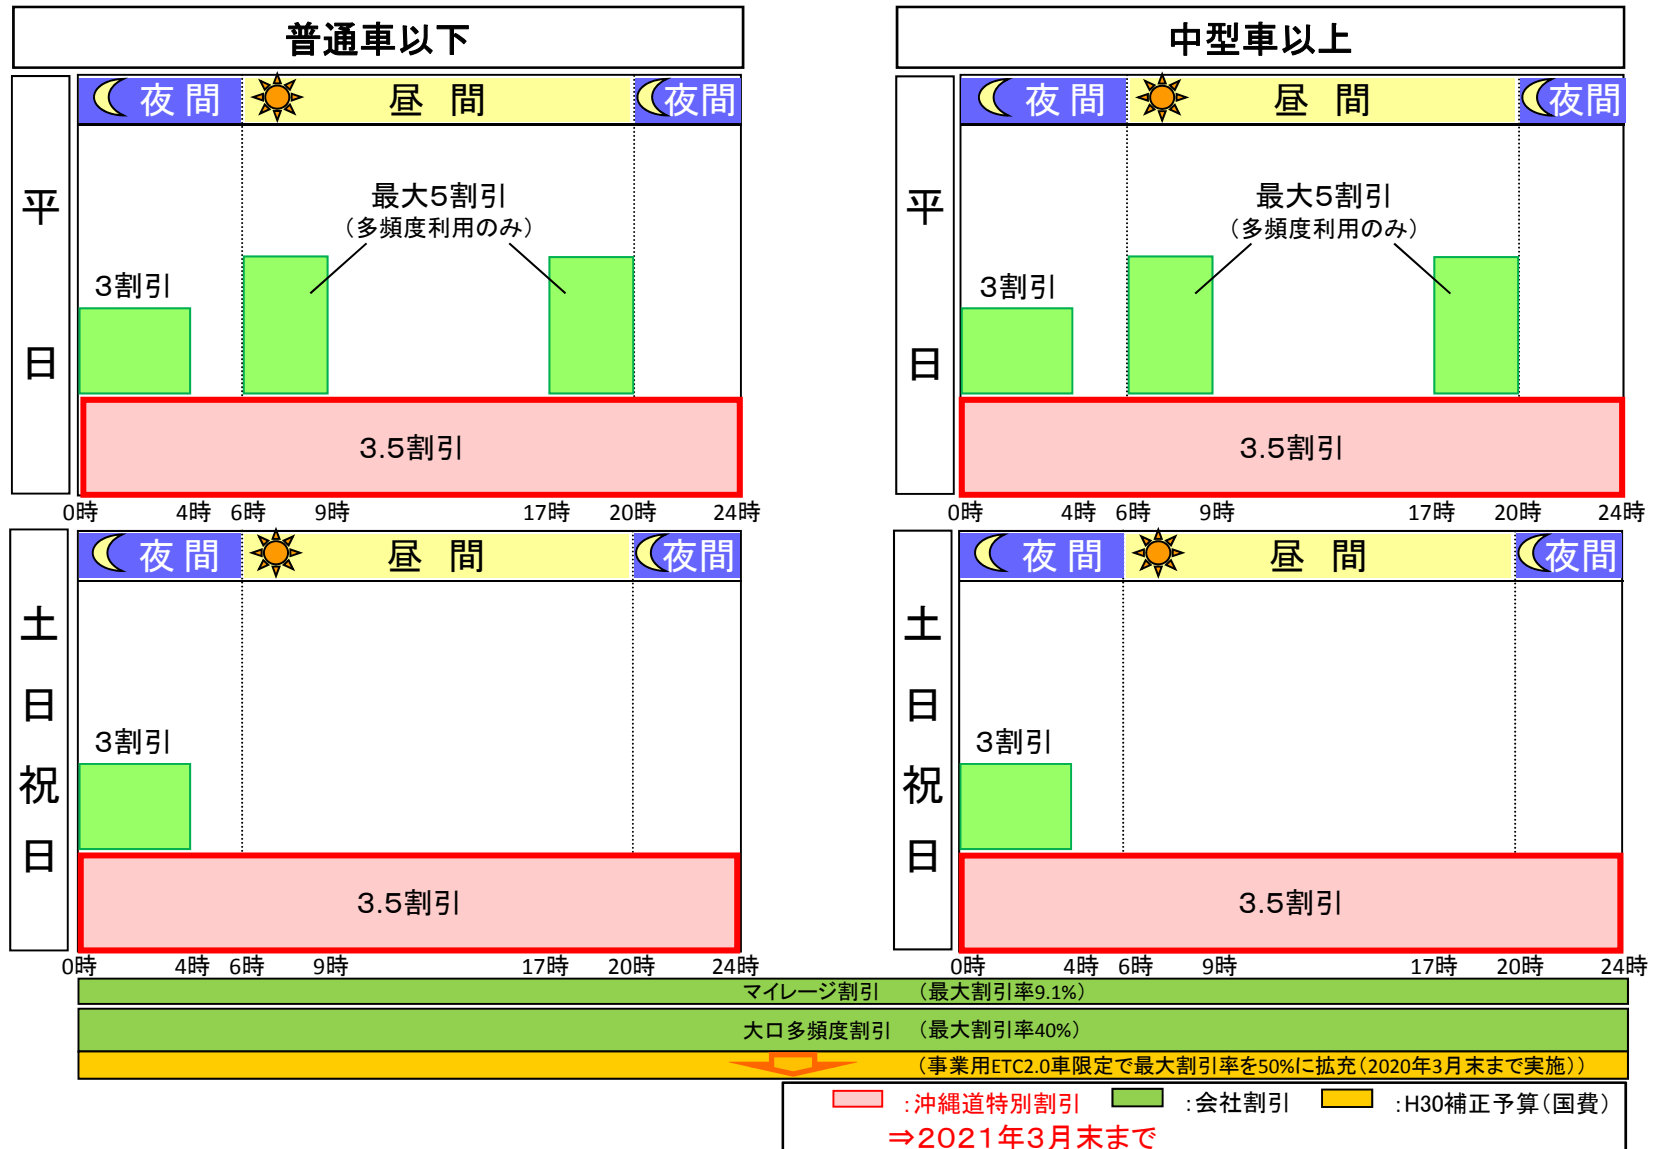 普通車以下
中型車以上
夜間 昼間 夜間
夜間 昼間 夜間
平日
平日
最大5割引
(多頻度利用のみ)
最大5割引
(多頻度利用のみ)
3割引
3割引
3.5割引
3.5割引
0時 4時 6時 9時 17時 20時 24時
0時 4時 6時 9時 17時 20時 24時
夜間 昼間 夜間
夜間 昼間 夜間
土日祝日
土日祝日
3割引
3割引
3.5割引
3.5割引
0時 4時 6時 9時 17時 20時 24時
0時 4時 6時 9時 17時 20時 24時
マイレージ割引 (最大割引率9.1%)
大口多頻度割引 (最大割引率40%)
(事業用ETC2.0車限定で最大割引率を50%に拡充(2020年3月末まで実施))
:沖縄道特別割引 :会社割引 :H30補正予算(国費)
⇒2021年3月末まで